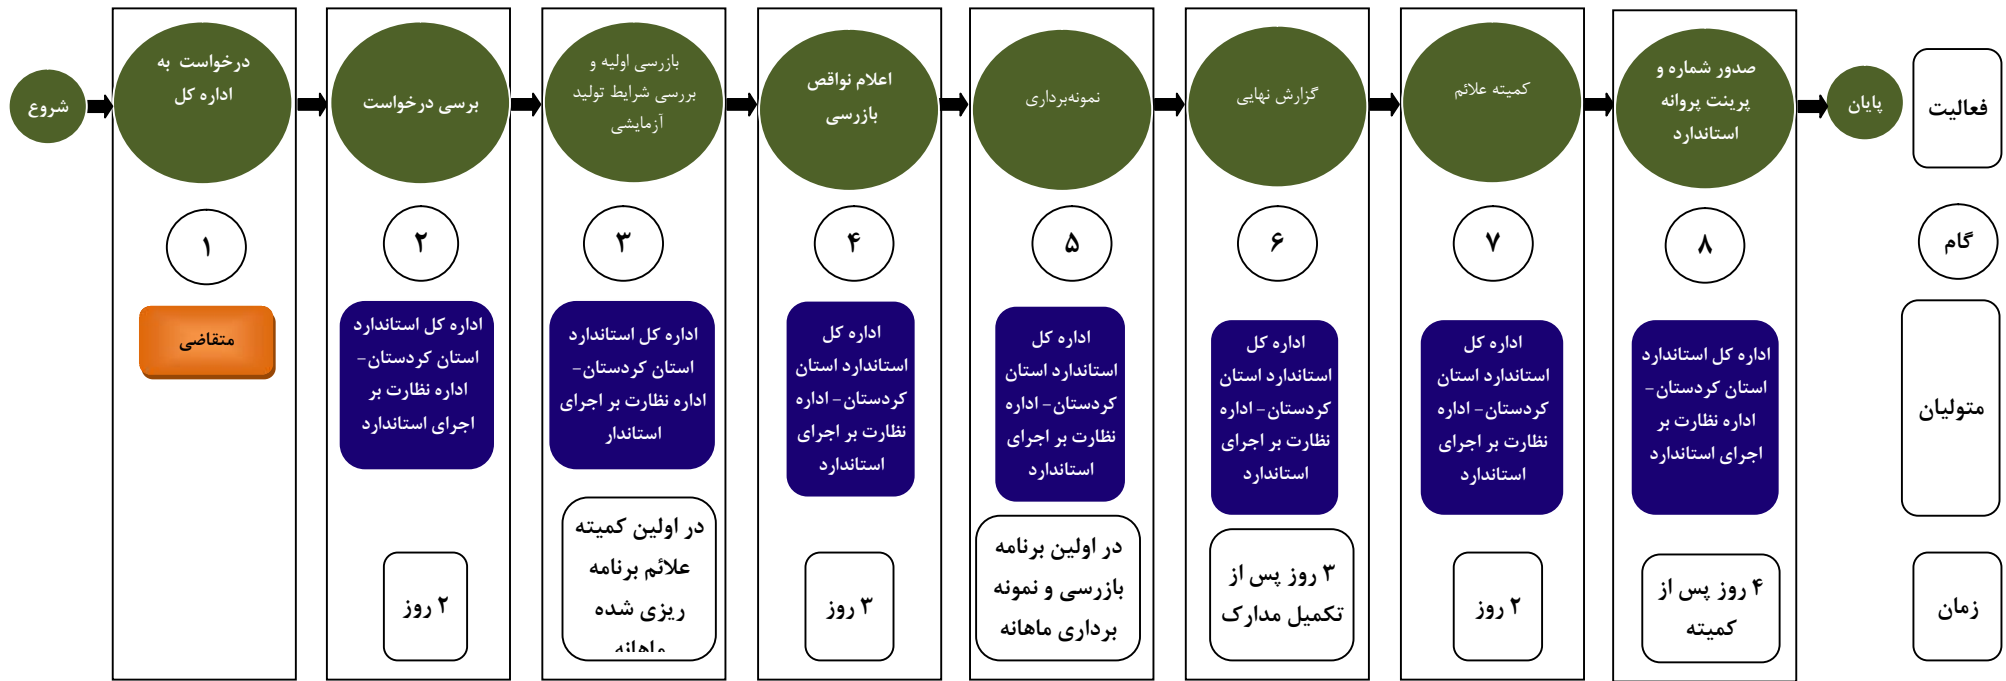 شروع
درخواست به
اداره کل
برسی درخواست
بازرسی اولیه و
بررسی شرایط تولید
آزمایشی
اعلام نواقص
بازرسی
نمونه‌برداری
گزارش نهایی
کمیته علائم
صدور شماره و
پرینت پروانه
استاندارد
پایان
فعالیت
۱
۲
۳
۴
۵
۶
۷
۸
گام
متقاضی
اداره کل استاندارد
استان کردستان-
اداره نظارت بر
اجرای استاندارد
اداره کل استاندارد
استان کردستان-
اداره نظارت بر اجرای
استاندار
اداره کل
استاندارد استان
کردستان- اداره
نظارت بر اجرای
استاندارد
اداره کل
استاندارد استان
کردستان- اداره
نظارت بر اجرای
استاندارد
اداره کل
استاندارد استان
کردستان- اداره
نظارت بر اجرای
استاندارد
اداره کل
استاندارد استان
کردستان- اداره
نظارت بر اجرای
استاندارد
اداره کل استاندارد
استان کردستان-
اداره نظارت بر
اجرای استاندارد
متولیان
۲ روز
در اولین کمیته
علائم برنامه
ریزی شده
ماهانه
۳ روز
در اولین برنامه
بازرسی و نمونه
برداری ماهانه
۳ روز پس از
تکمیل مدارک
۲ روز
۴ روز پس از
کمیته
زمان